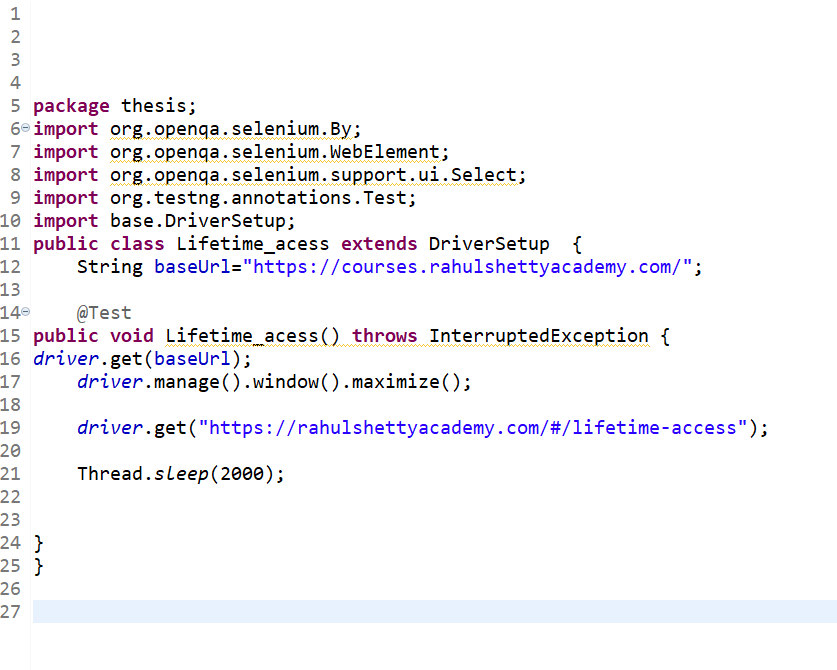 1
2
3
4
5 package thesis;
6 import org.openqa.selenium.By;
7 import org.openqa.selenium.WebElement;
8 import org.openqa.selenium.support.ui.Select;
9 import org.testng.annotations.Test;
10 import base.DriverSetup;
11 public class Lifetime_acess extends DriverSetup  {
12     String baseUrl="https://courses.rahulshettyacademy.com/";
13
14     @Test
15 public void Lifetime_acess() throws InterruptedException {
16 driver.get(baseUrl);
17     driver.manage().window().maximize();
18
19     driver.get("https://rahulshettyacademy.com/#/lifetime-access");
20
21     Thread.sleep(2000);
22
23
24 }
25 }
26
27